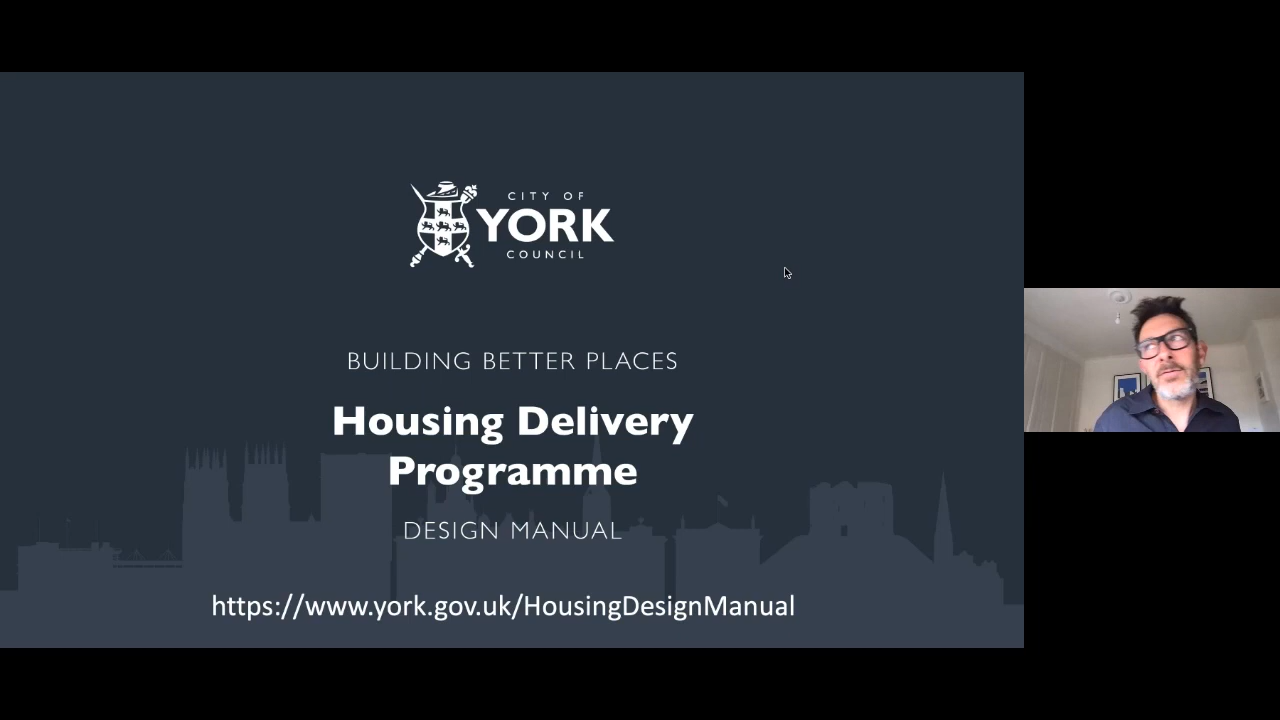 CITY OF
YORK
COUNCIL
BUILDING BETTER PLACES
Housing Delivery
Programme
DESIGN MANUAL
https://www.york.gov.uk/HousingDesignManual